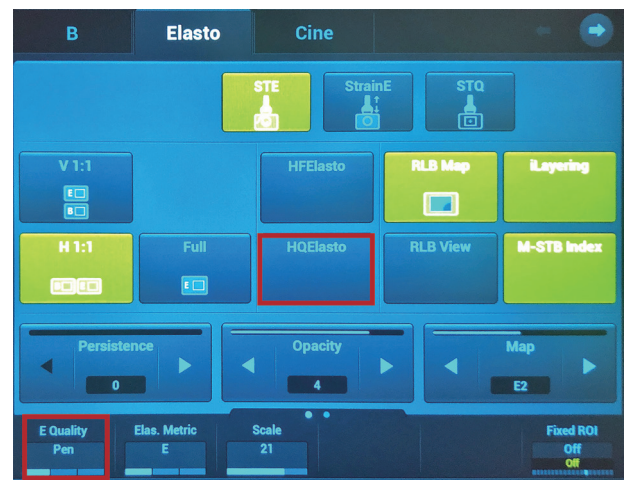 B Elasto Cine
STE StrainE STQ
V 1:1 HFElasto RLB Map iLayering
E
B
H 1:1 Full HQElasto RLB View M-STB Index
B E E
Persistence Opacity Map
0 4 E2
E Quality Elas. Metric Scale Fixed ROI
Pen E 21 Off
Off